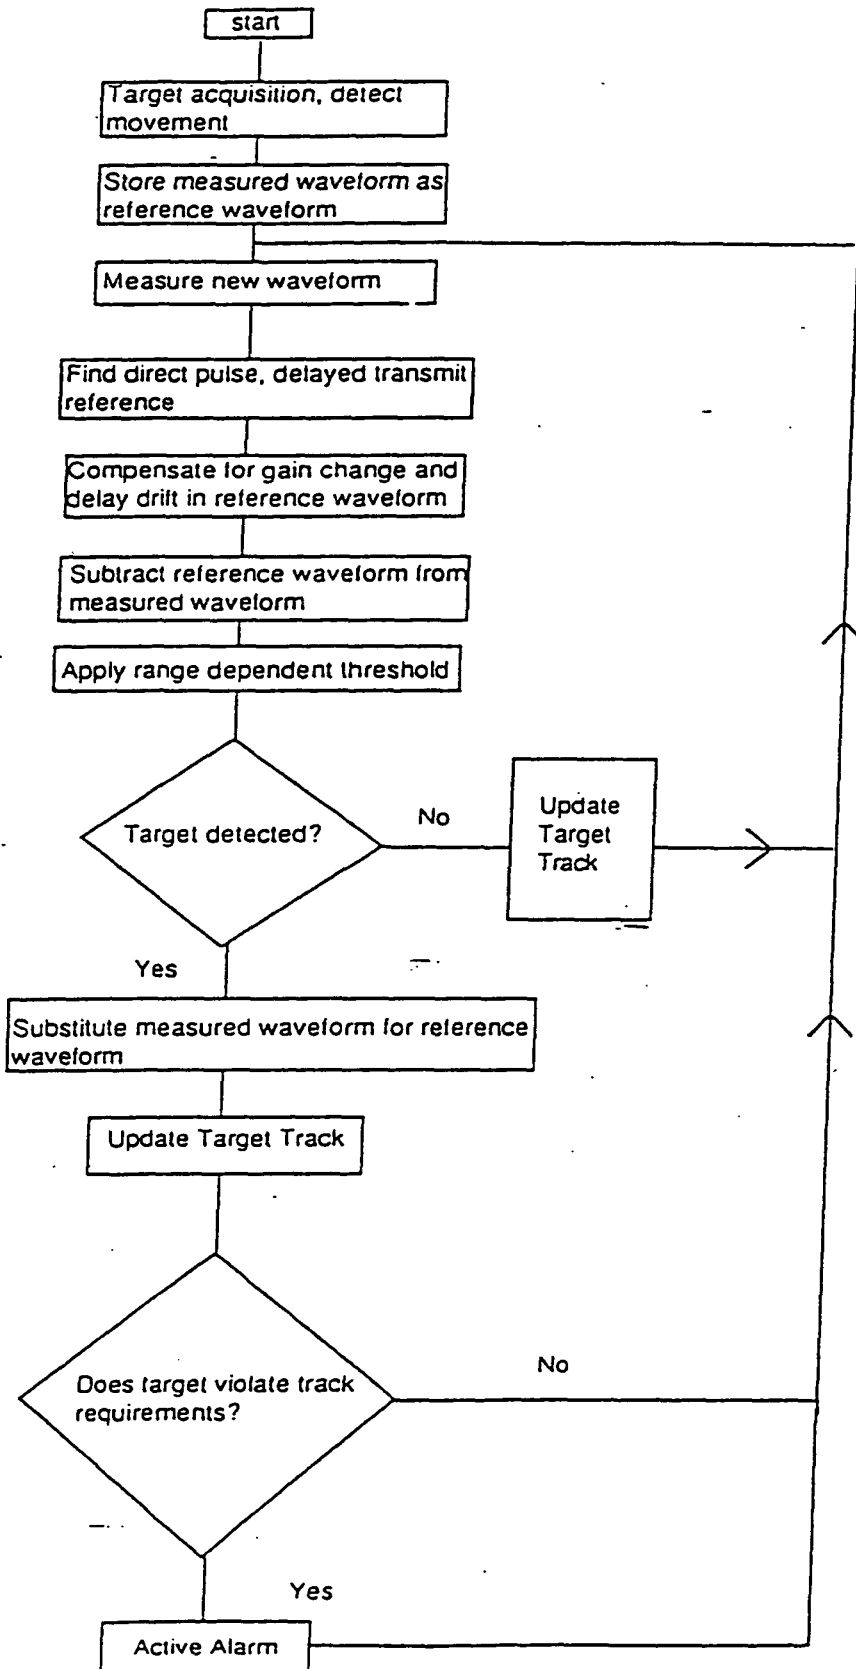 start
Target acquisition, detect
movement
Store measured waveform as
reference waveform
Measure new waveform
Find direct pulse, delayed transmit
reference
Compensate for gain change and
delay drift in reference waveform
Subtract reference waveform from
measured waveform
Apply range dependent threshold
Target detected?
No
Update
Target
Track
Yes
Substitute measured waveform for reference
waveform
Update Target Track
Does target violate track
requirements?
No
Yes
Active Alarm